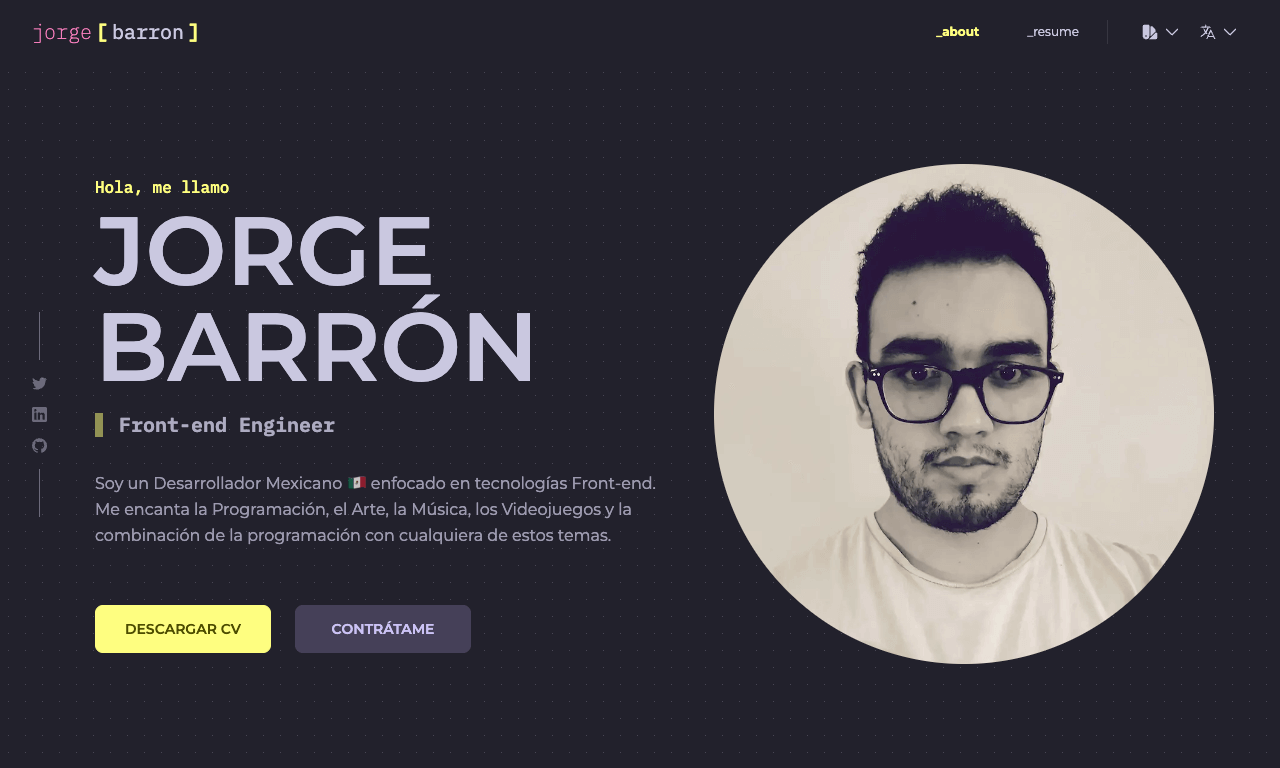 jorge[barron]
_about
_resume
Hola, me llamo
JORGE
BARRÓN
Front-end Engineer
Soy un Desarrollador Mexicano 🇲🇽 enfocado en tecnologías Front-end.
Me encanta la Programación, el Arte, la Música, los Videojuegos y la
combinación de la programación con cualquiera de estos temas.
DESCARGAR CV
CONTRÁTAME